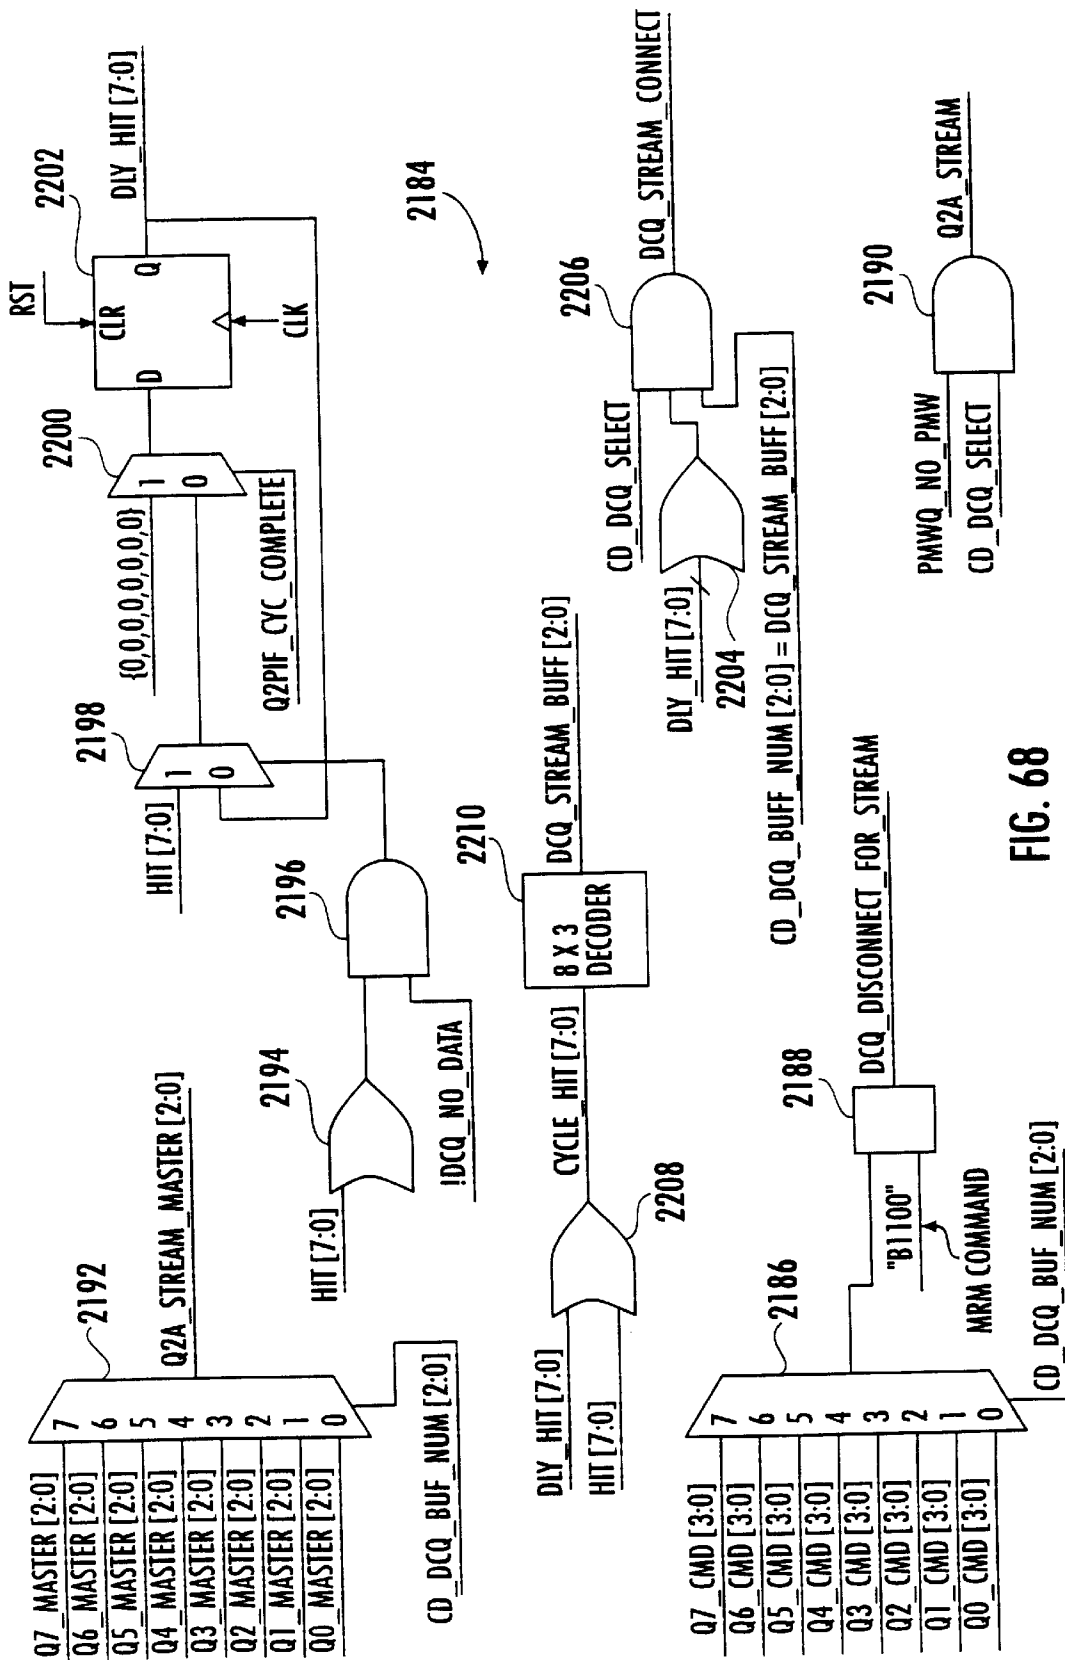 Q7_MASTER [2:0]
Q6_MASTER [2:0]
Q5_MASTER [2:0]
Q4_MASTER [2:0]
Q3_MASTER [2:0]
Q2_MASTER [2:0]
Q1_MASTER [2:0]
Q0_MASTER [2:0]
7
6
5
4
3
2
1
0
2192
Q2A_STREAM_MASTER [2:0]
CD_DCQ_BUF_NUM [2:0]
HIT [7:0]
2194
!DCQ_NO_DATA
2196
HIT [7:0]
2198
1
0
{0,0,0,0,0,0,0,0}
2200
1
0
Q2PIF_CYC_COMPLETE
RST
2202
D
CLR
Q
CLK
DLY_HIT [7:0]
DLY_HIT [7:0]
HIT [7:0]
2208
CYCLE_HIT [7:0]
2210
8 X 3
DECODER
DCQ_STREAM_BUFF [2:0]
2184
CD_DCQ_SELECT
DLY_HIT [7:0]
2204
2206
DCQ_STREAM_CONNECT
CD_DCQ_BUFF_NUM [2:0] = DCQ_STREAM_BUFF [2:0]
Q7_CMD [3:0]
Q6_CMD [3:0]
Q5_CMD [3:0]
Q4_CMD [3:0]
Q3_CMD [3:0]
Q2_CMD [3:0]
Q1_CMD [3:0]
Q0_CMD [3:0]
7
6
5
4
3
2
1
0
2186
"B1100"
MRM COMMAND
CD_DCQ_BUF_NUM [2:0]
2188
DCQ_DISCONNECT_FOR_STREAM
PMWQ_NO_PMW
CD_DCQ_SELECT
2190
Q2A_STREAM
FIG. 68